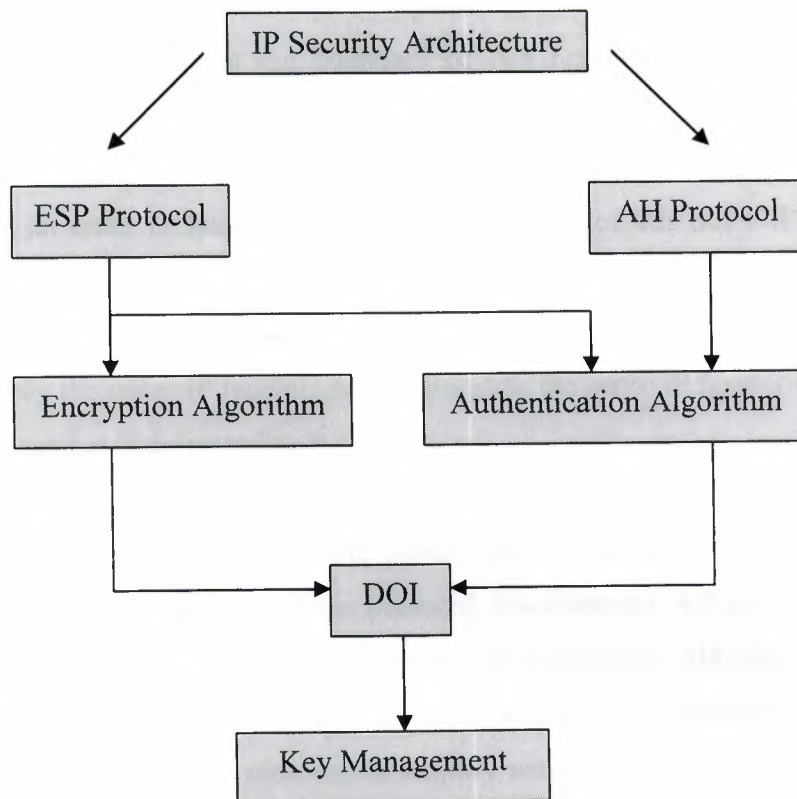 IP Security Architecture
ESP Protocol
AH Protocol
Encryption Algorithm
Authentication Algorithm
DOI
Key Management